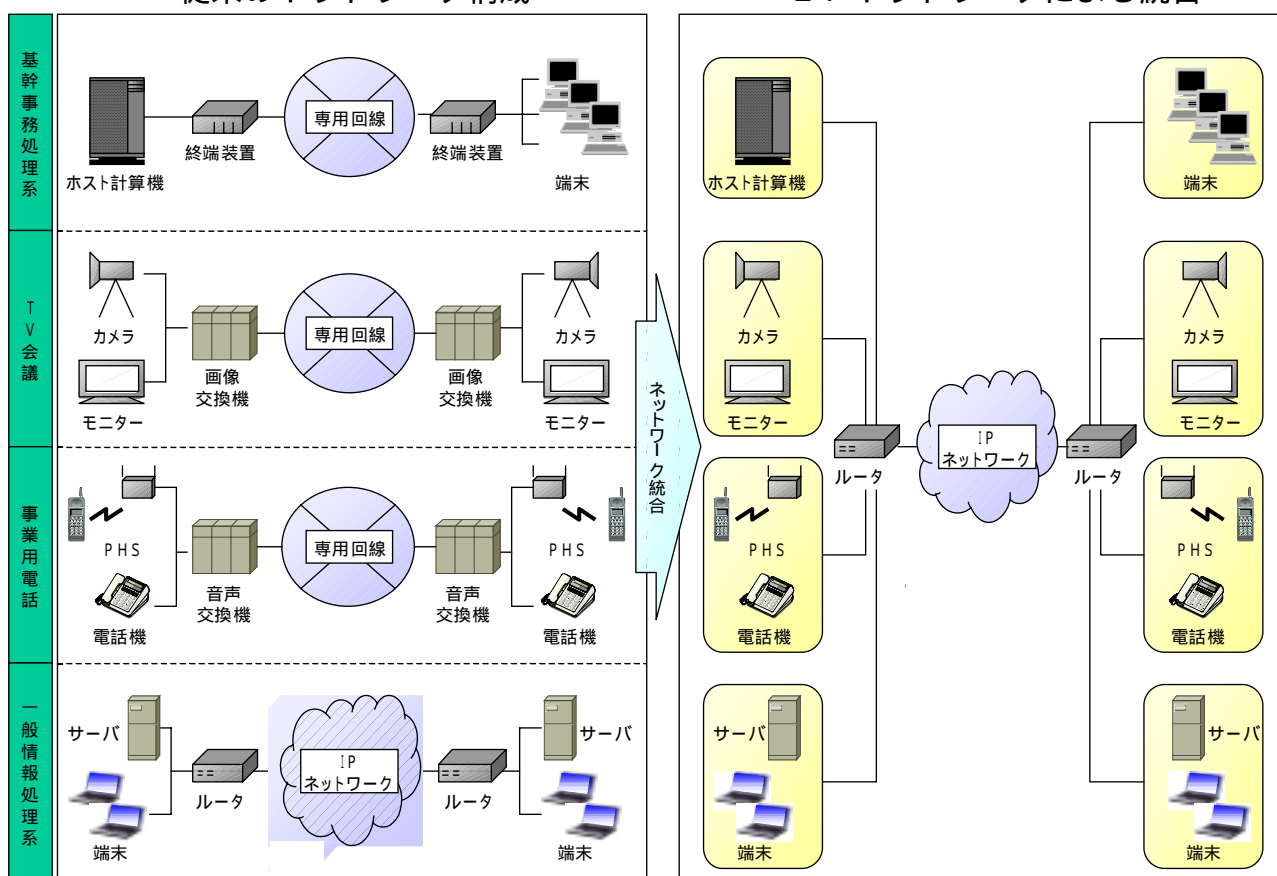 基幹事務処理系
ホスト計算機
終端装置
専用回線
終端装置
端末
TV会議
カメラ
モニター
画像
交換機
専用回線
画像
交換機
カメラ
モニター
事業用電話
PHS
電話機
音声
交換機
専用回線
音声
交換機
PHS
電話機
一般情報処理系
サーバ
端末
ルータ
IP
ネットワーク
ルータ
サーバ
端末
ネットワーク統合
ホスト計算機
カメラ
モニター
PHS
電話機
サーバ
端末
ルータ
IP
ネットワーク
ルータ
端末
カメラ
モニター
PHS
電話機
サーバ
端末